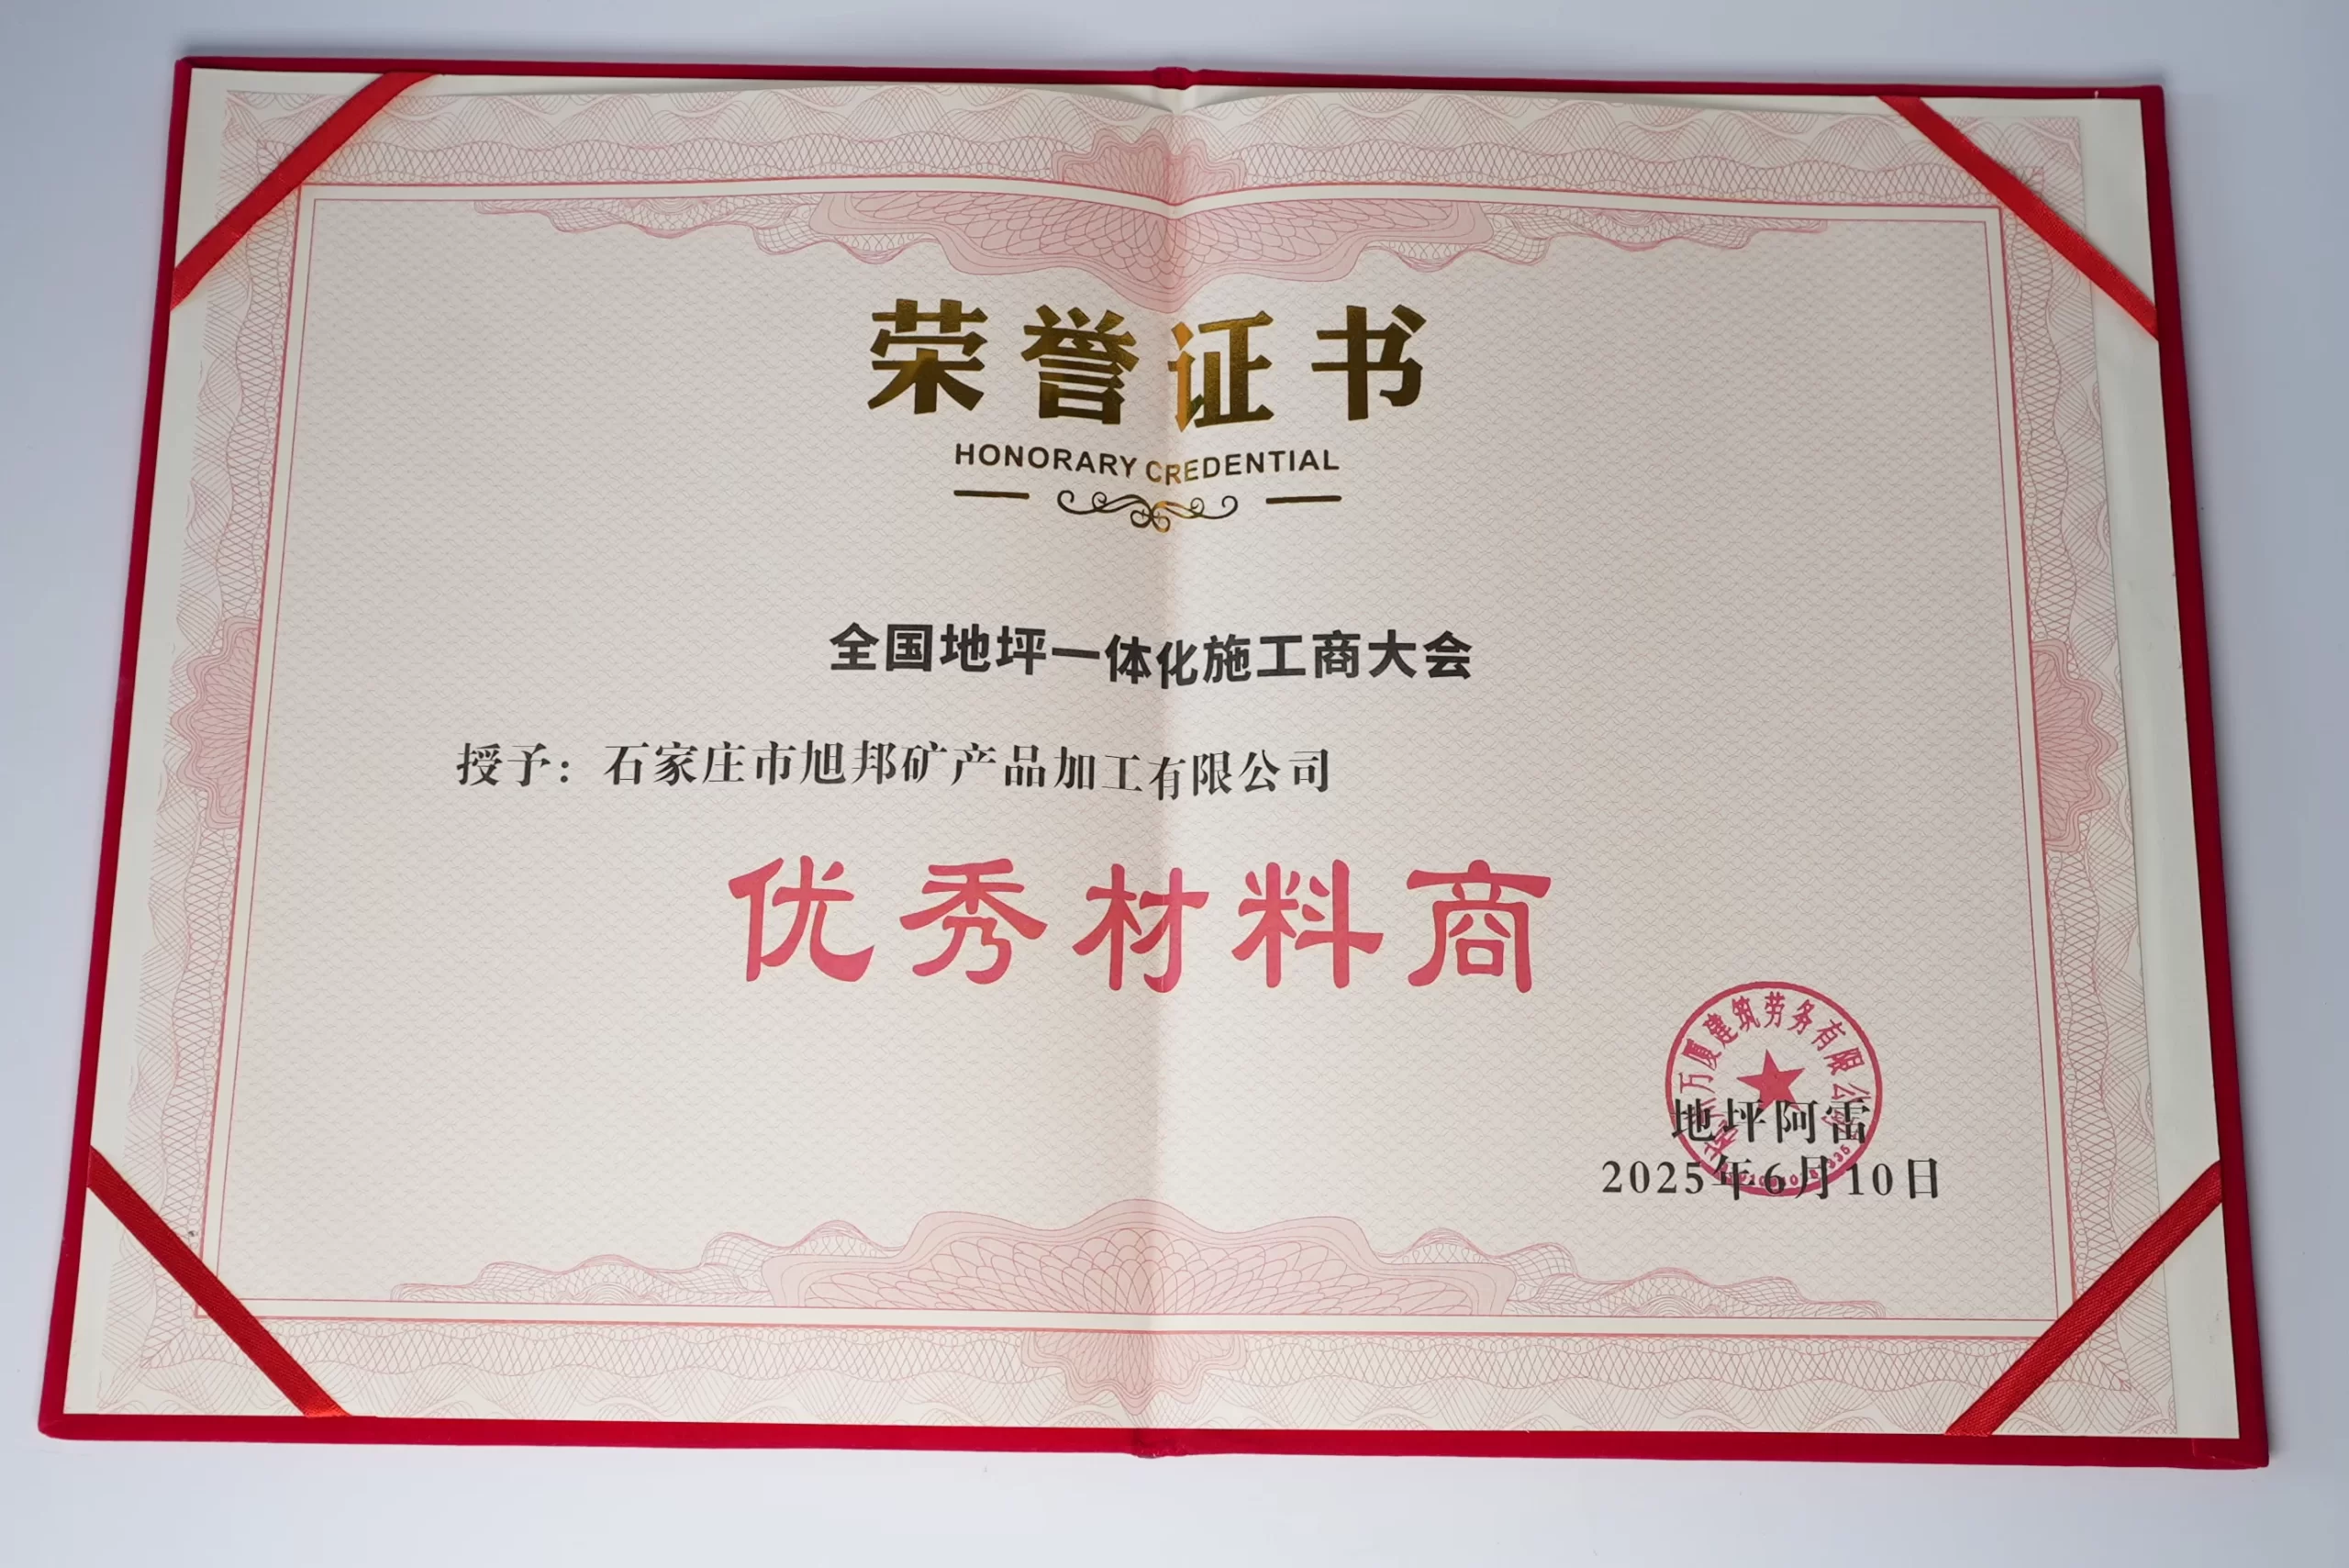 荣誉证书
HONORARY CREDENTIAL
全国地坪一体化施工商大会
授予：石家庄市旭邦矿产品加工有限公司
优秀材料商
万厦建筑劳务有限公
地坪阿雷
2025年6月10日